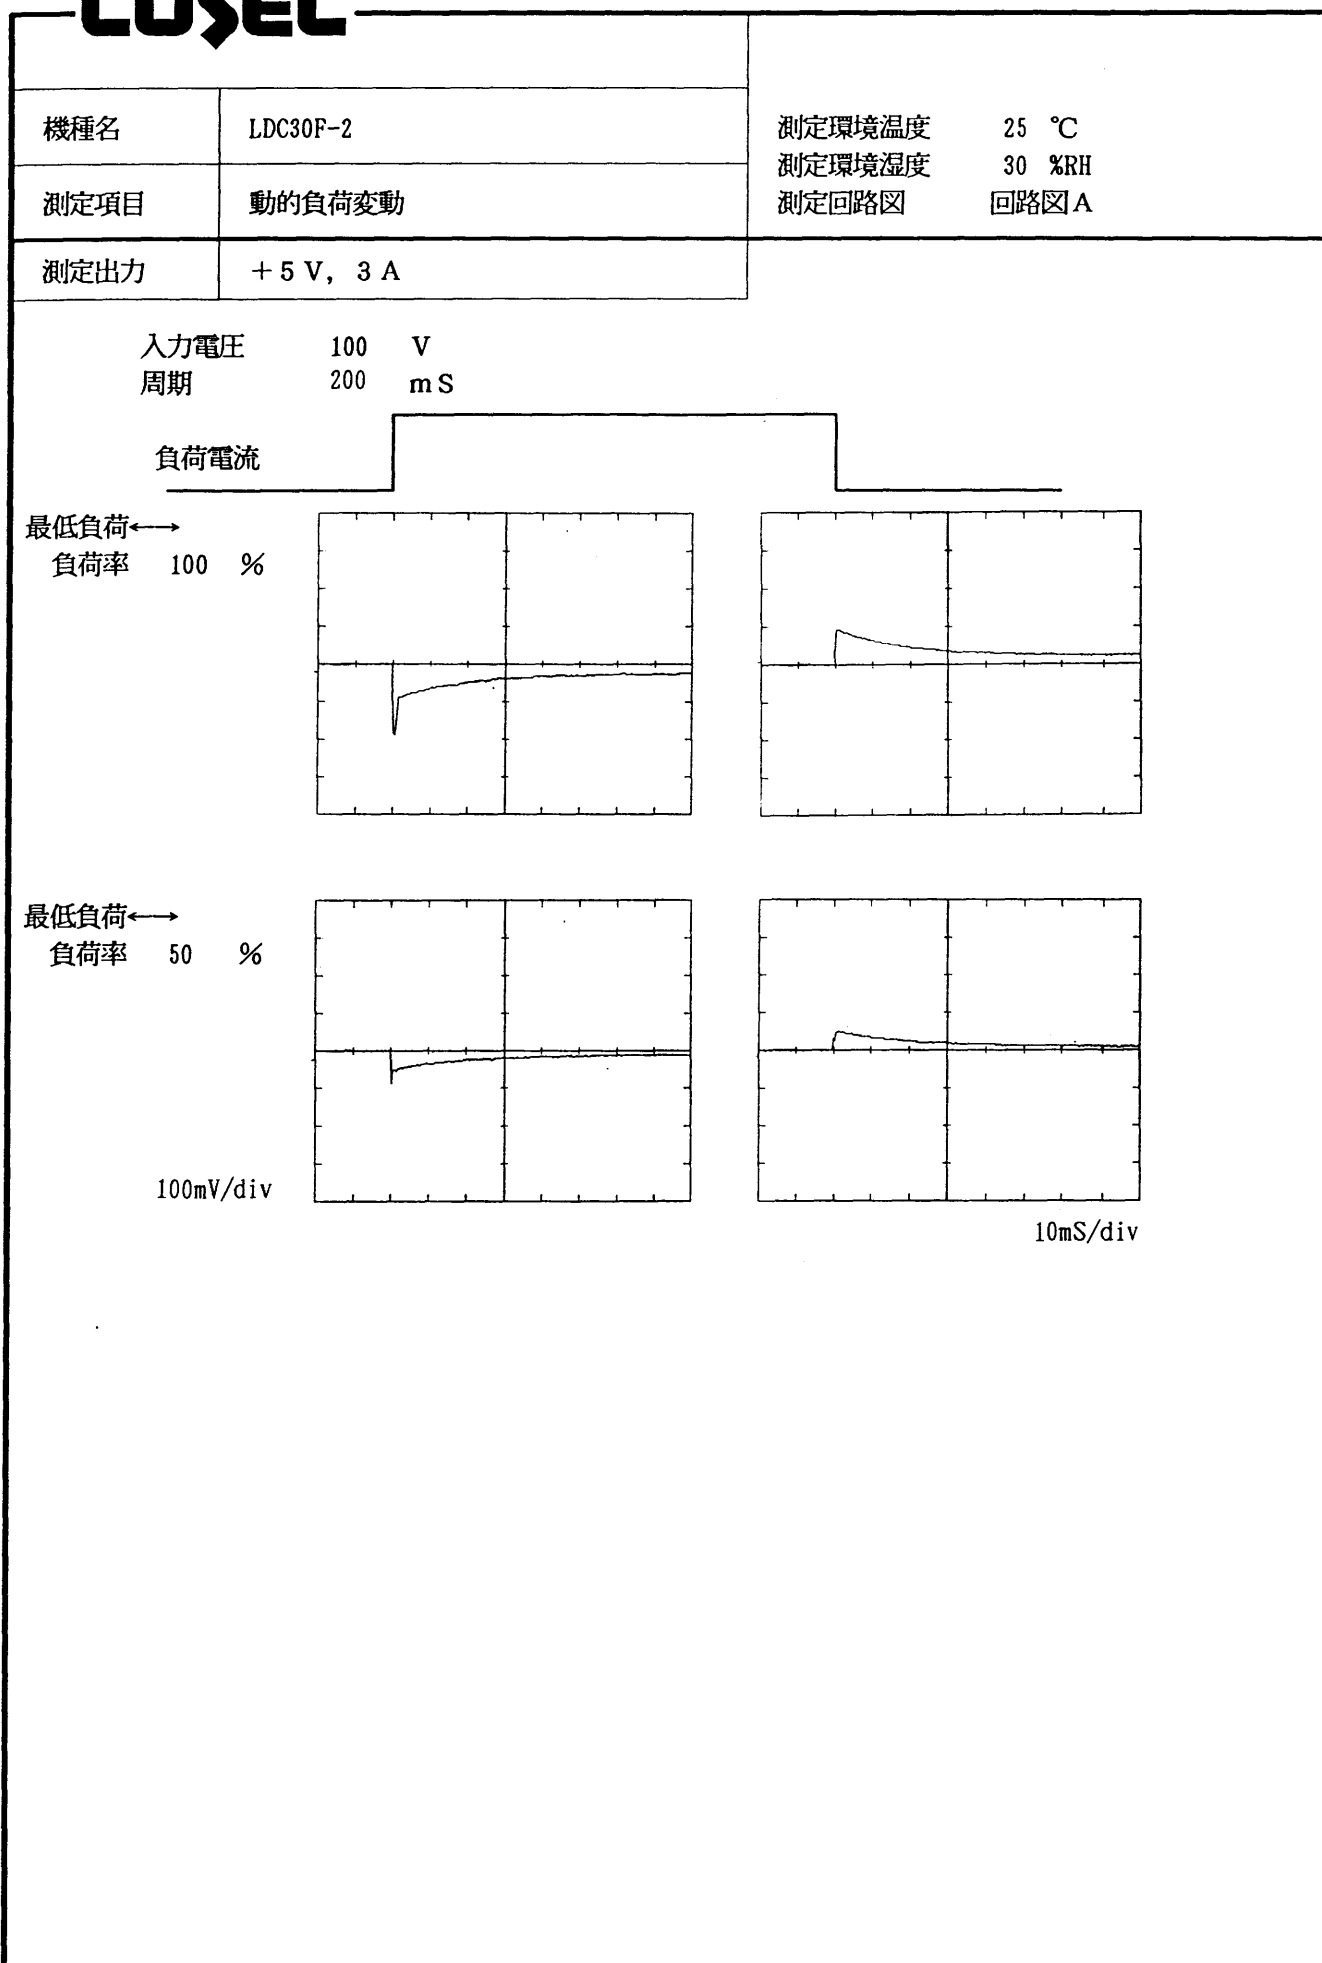 COSEL
機種名 LDC30F-2
測定項目 動的負荷変動
測定出力 +5V, 3A
測定環境温度 25 ℃
測定環境湿度 30 %RH
測定回路図 回路図A
入力電圧 100 V
周期 200 mS
負荷電流
最低負荷←→
負荷率 100 %
最低負荷←→
負荷率 50 %
100mV/div
10mS/div